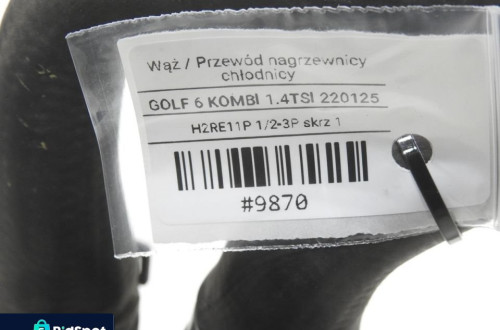 Wąż / Przewód nagrzewnicy
chłodnicy
GOLF 6 KOMBI 1.4TSI 220125
H2RE11P 1/2-3P skrz 1
#9870